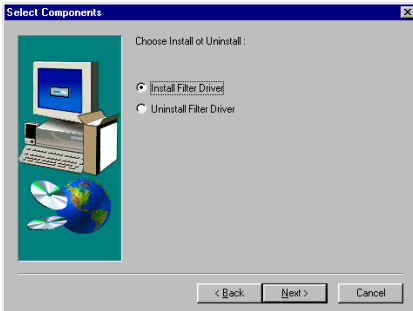 Select Components
Choose Install ot Uninstall :
Install Filter Driver
Uninstall Filter Driver
< Back
Next >
Cancel